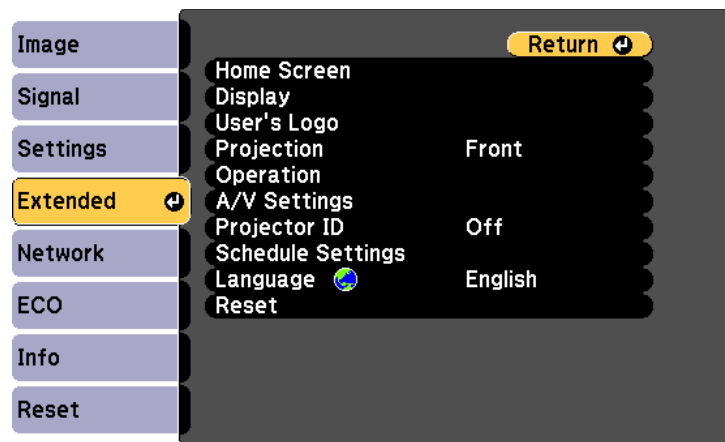 Image
Signal
Settings
Extended
Network
ECO
Info
Reset
Return
Home Screen
Display
User's Logo
Projection Front
Operation
A/V Settings
Projector ID Off
Schedule Settings
Language English
Reset